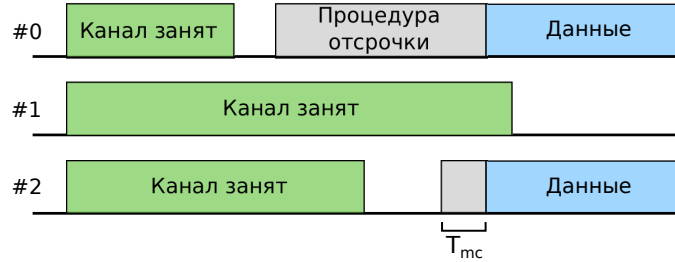 #0
Канал занят
Процедура
отсрочки
Данные
#1
Канал занят
#2
Канал занят
Данные
Tmc